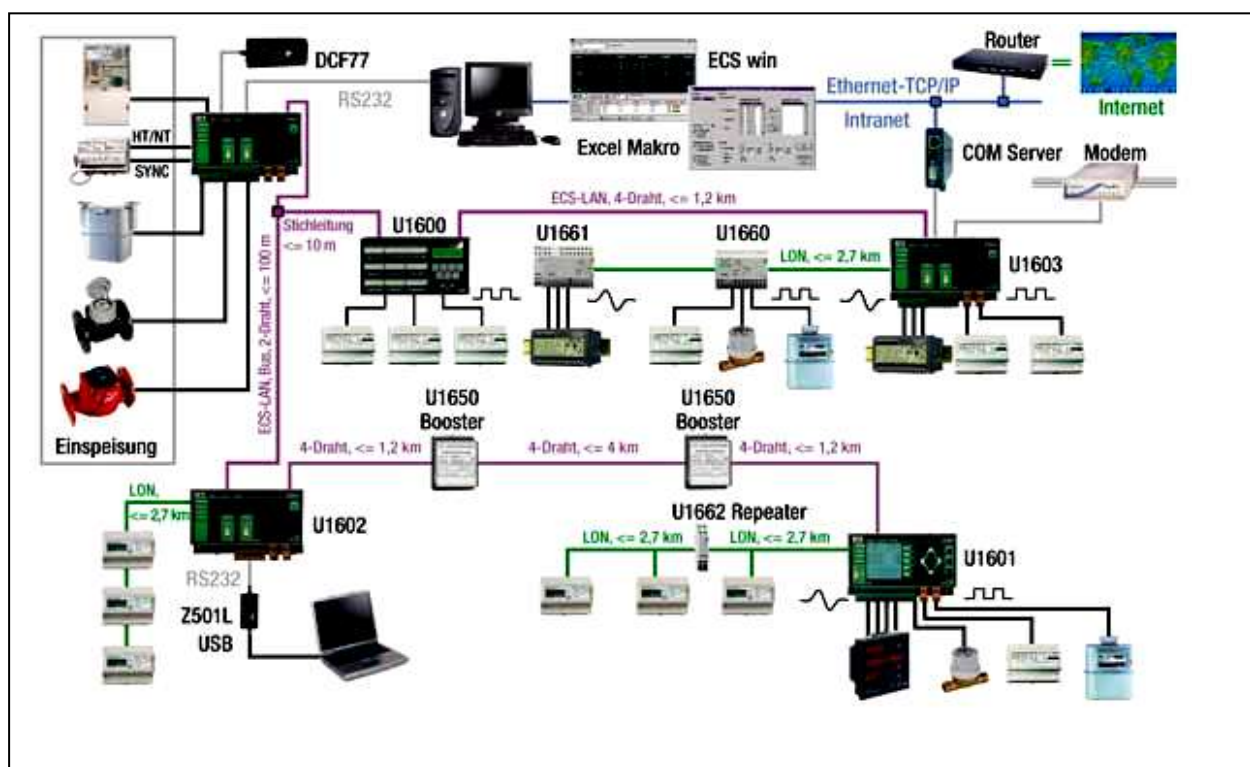 DCF77
RS232
ECS win
Excel Makro
Ethernet-TCP/IP
Intranet
Router
Internet
COM Server
Modem
HT/NT
SYNC
Einspeisung
Stichleitung
<= 10 m
ECS-LAN, Bus, 2-Draht, <= 100 m
ECS-LAN, 4-Draht, <= 1,2 km
U1600
U1661
U1660
LON, <= 2,7 km
U1603
U1650
Booster
U1650
Booster
4-Draht, <= 1,2 km
4-Draht, <= 4 km
4-Draht, <= 1,2 km
LON,
<= 2,7 km
U1602
RS232
Z501L
USB
U1662 Repeater
LON, <= 2,7 km
LON, <= 2,7 km
U1601